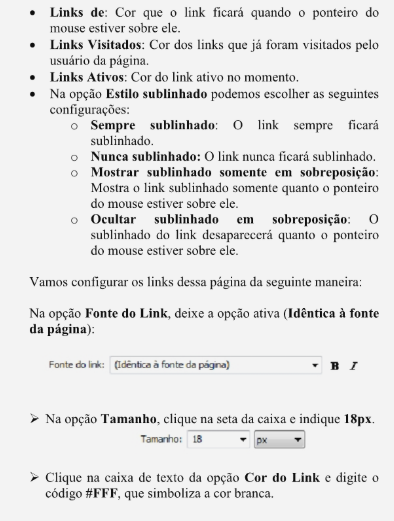 • Links de: Cor que o link ficará quando o ponteiro do
mouse estiver sobre ele.
• Links Visitados: Cor dos links que já foram visitados pelo
usuário da página.
• Links Ativos: Cor do link ativo no momento.
• Na opção Estilo sublinhado podemos escolher as seguintes
configurações:
o Sempre sublinhado: O link sempre ficará
sublinhado.
o Nunca sublinhado: O link nunca ficará sublinhado.
o Mostrar sublinhado somente em sobreposição:
Mostra o link sublinhado somente quanto o ponteiro
do mouse estiver sobre ele.
o Ocultar sublinhado em sobreposição: O
sublinhado do link desaparecerá quanto o ponteiro
do mouse estiver sobre ele.
Vamos configurar os links dessa página da seguinte maneira:
Na opção Fonte do Link, deixe a opção ativa (Idêntica à fonte
da página):
Fonte do link: (Idêntica à fonte da página) B I
➢ Na opção Tamanho, clique na seta da caixa e indique 18px.
Tamanho: 18 px
➢ Clique na caixa de texto da opção Cor do Link e digite o
código #FFF, que simboliza a cor branca.